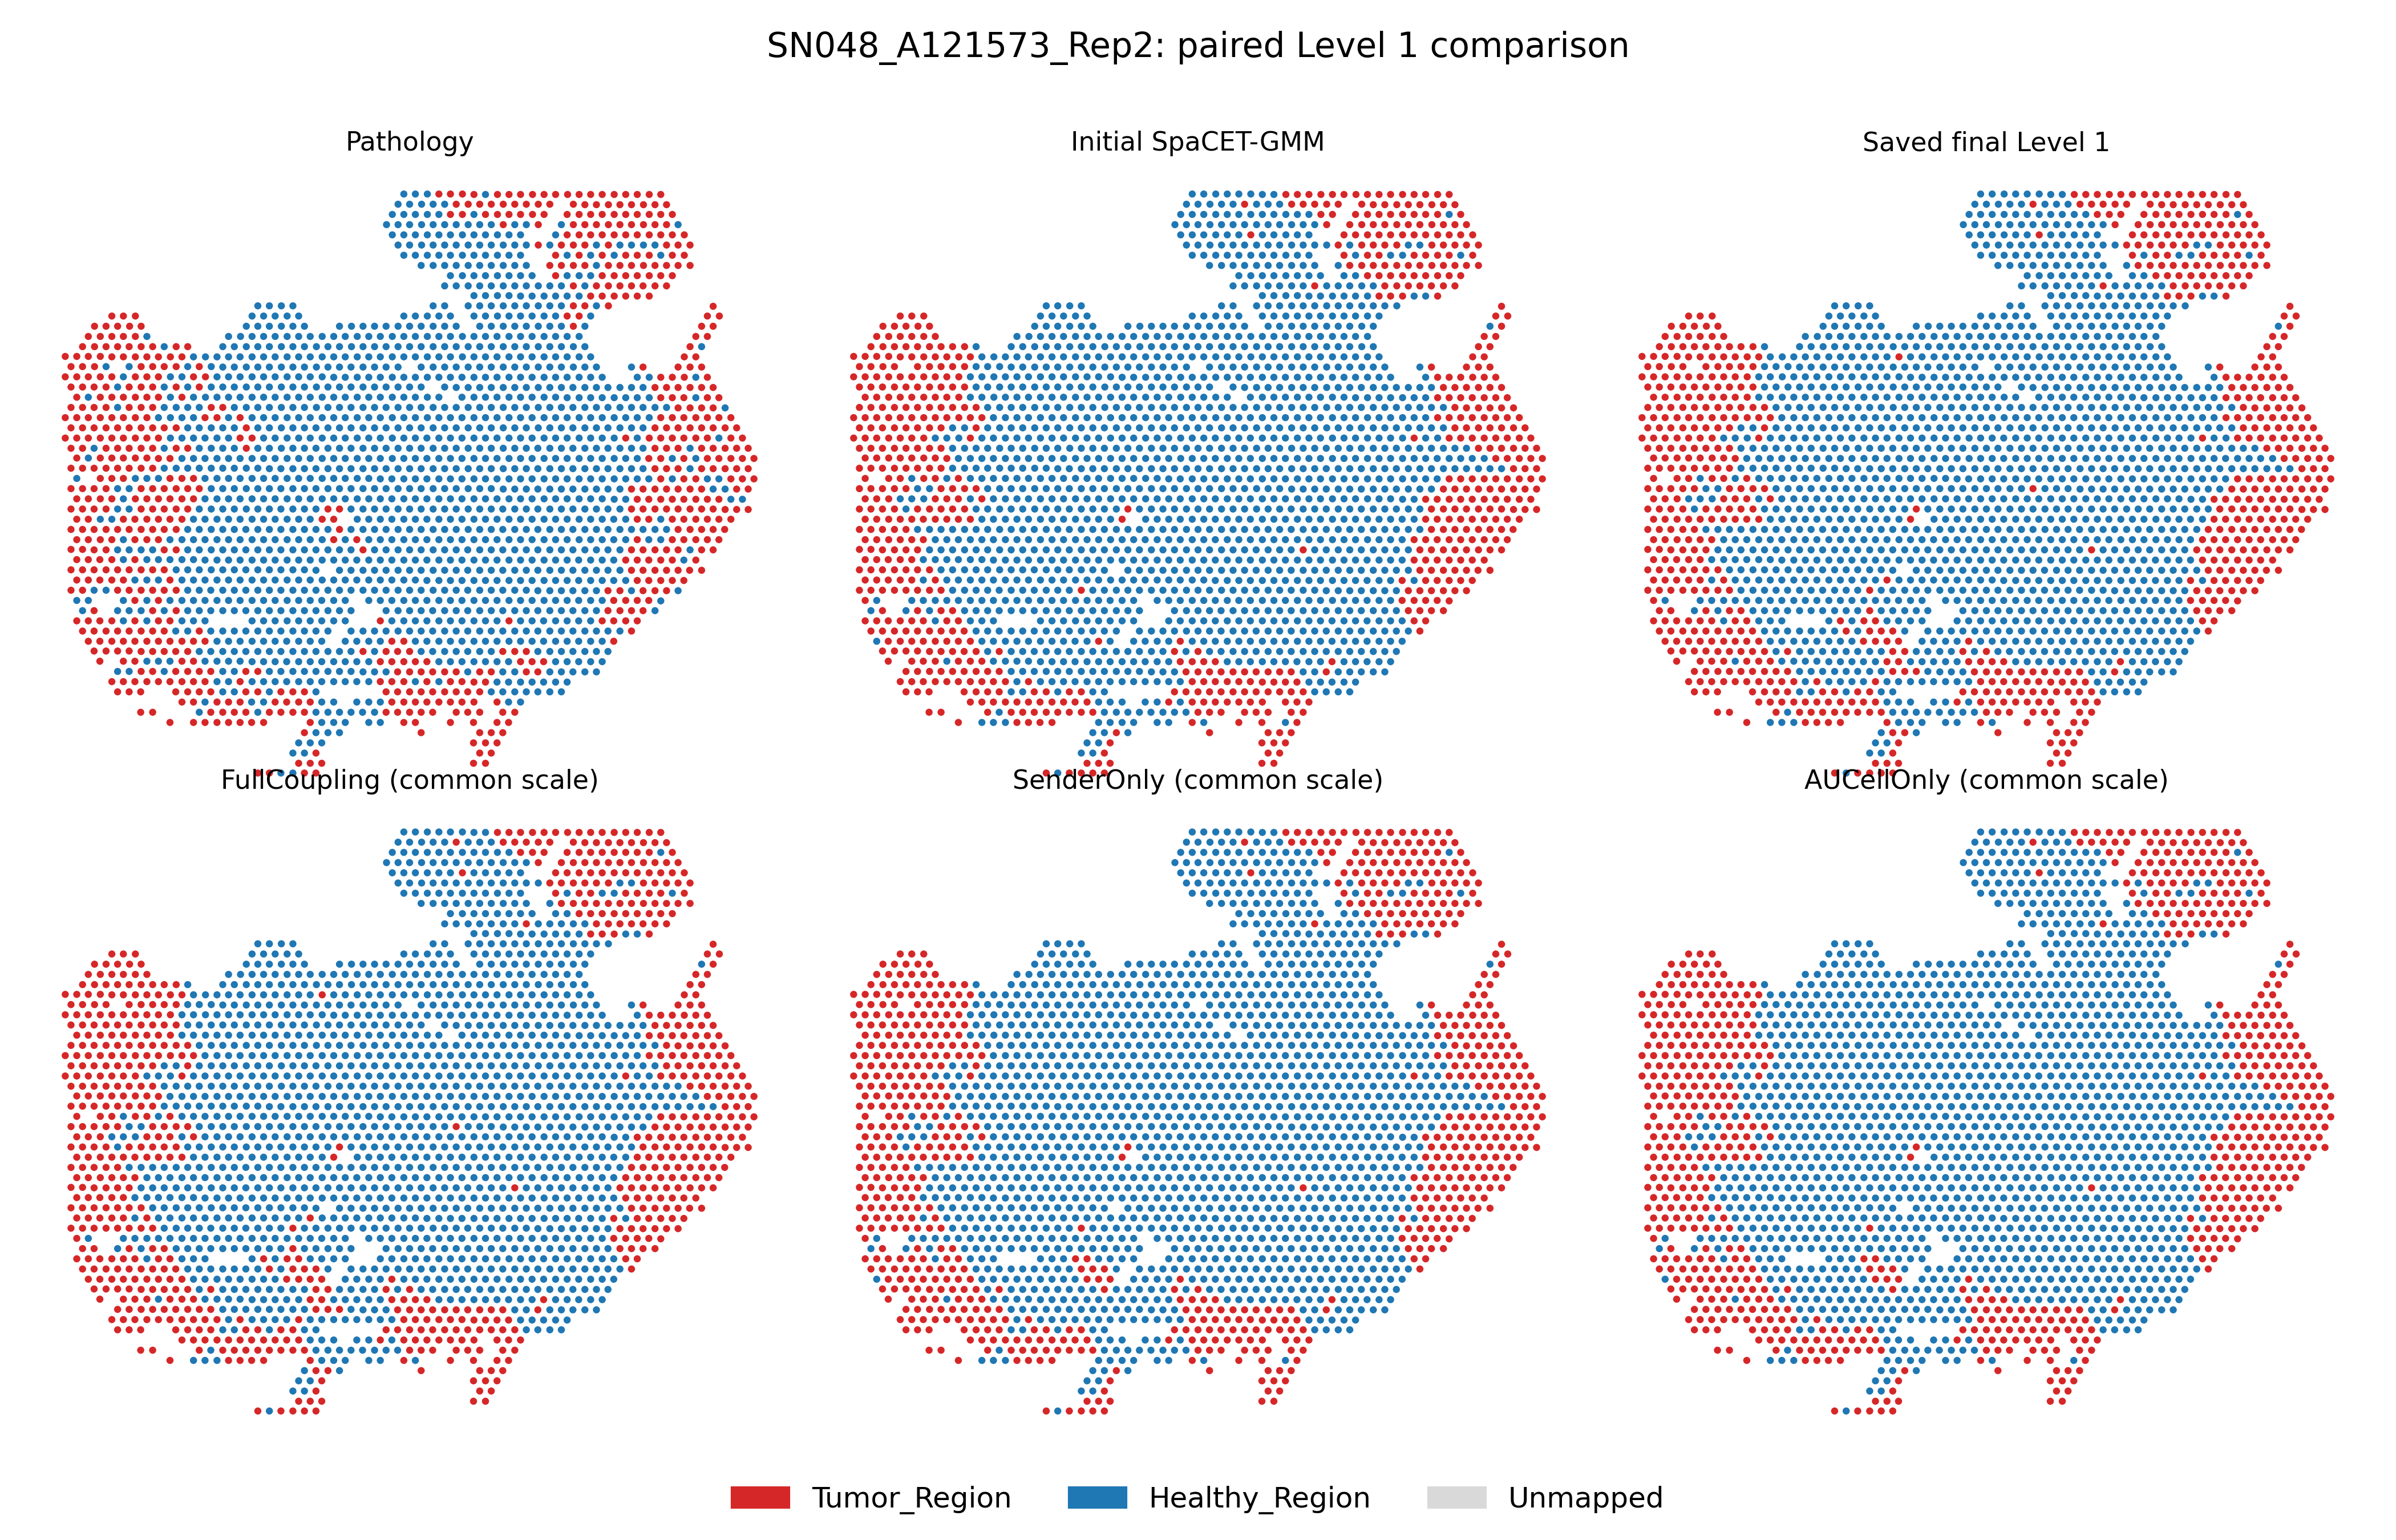 SN048_A121573_Rep2: paired Level 1 comparison
Pathology
Initial SpaCET-GMM
Saved final Level 1
FullCoupling (common scale)
SenderOnly (common scale)
AUCellOnly (common scale)
Tumor_Region
Healthy_Region
Unmapped